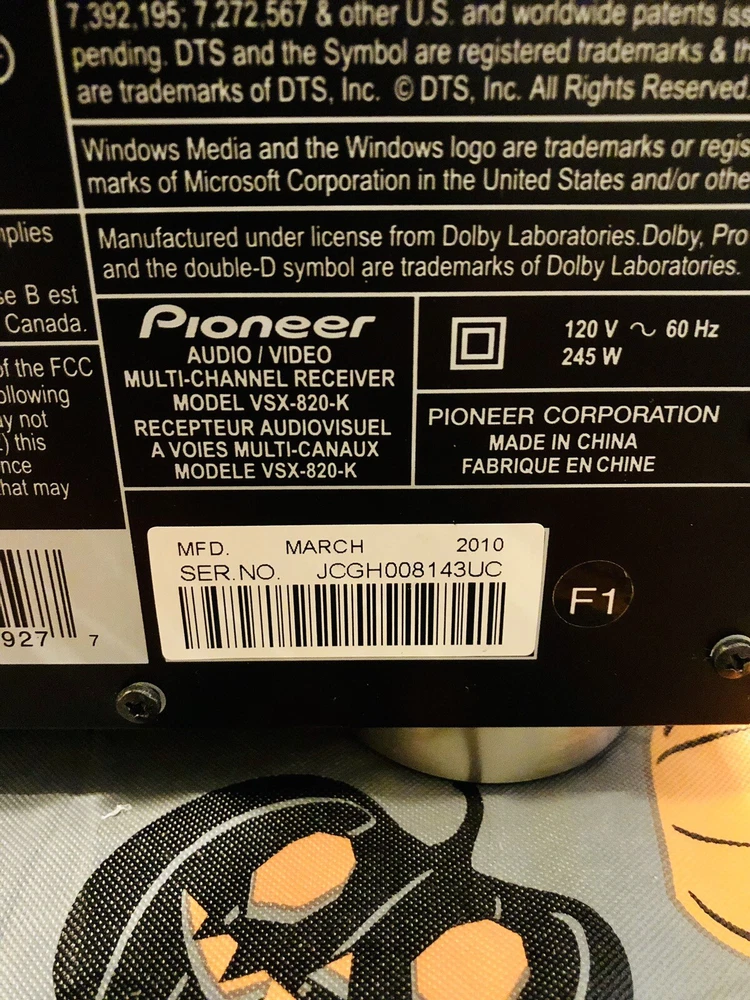 7,392,195; 7,272,567 & other U.S. and worldwide patents iss
pending. DTS and the Symbol are registered trademarks & th
are trademarks of DTS, Inc. © DTS, Inc. All Rights Reserved.
Windows Media and the Windows logo are trademarks or regis
marks of Microsoft Corporation in the United States and/or othe
Manufactured under license from Dolby Laboratories.Dolby, Pro
and the double-D symbol are trademarks of Dolby Laboratories.
mplies
se B est
Canada.
of the FCC
ollowing
ay not
.) this
nce
hat may
Pioneer
AUDIO / VIDEO
MULTI-CHANNEL RECEIVER
MODEL VSX-820-K
RECEPTEUR AUDIOVISUEL
A VOIES MULTI-CANAUX
MODELE VSX-820-K
120 V ~ 60 Hz
245 W
PIONEER CORPORATION
MADE IN CHINA
FABRIQUE EN CHINE
MFD. MARCH 2010
SER.NO. JCGH008143UC
F1
927 7